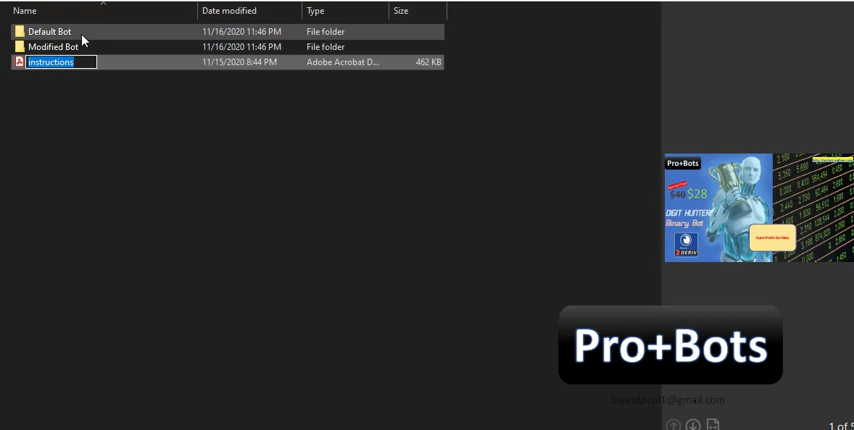 Name Date modified Type Size
Default Bot 11/16/2020 11:46 PM File folder
Modified Bot 11/16/2020 11:46 PM File folder
instructions 11/15/2020 8:44 PM Adobe Acrobat D... 462 KB
Pro+Bots
$40 $28
DIGIT HUNTER
Binary Bot
DERIV
Pro+Bots
1 of 5